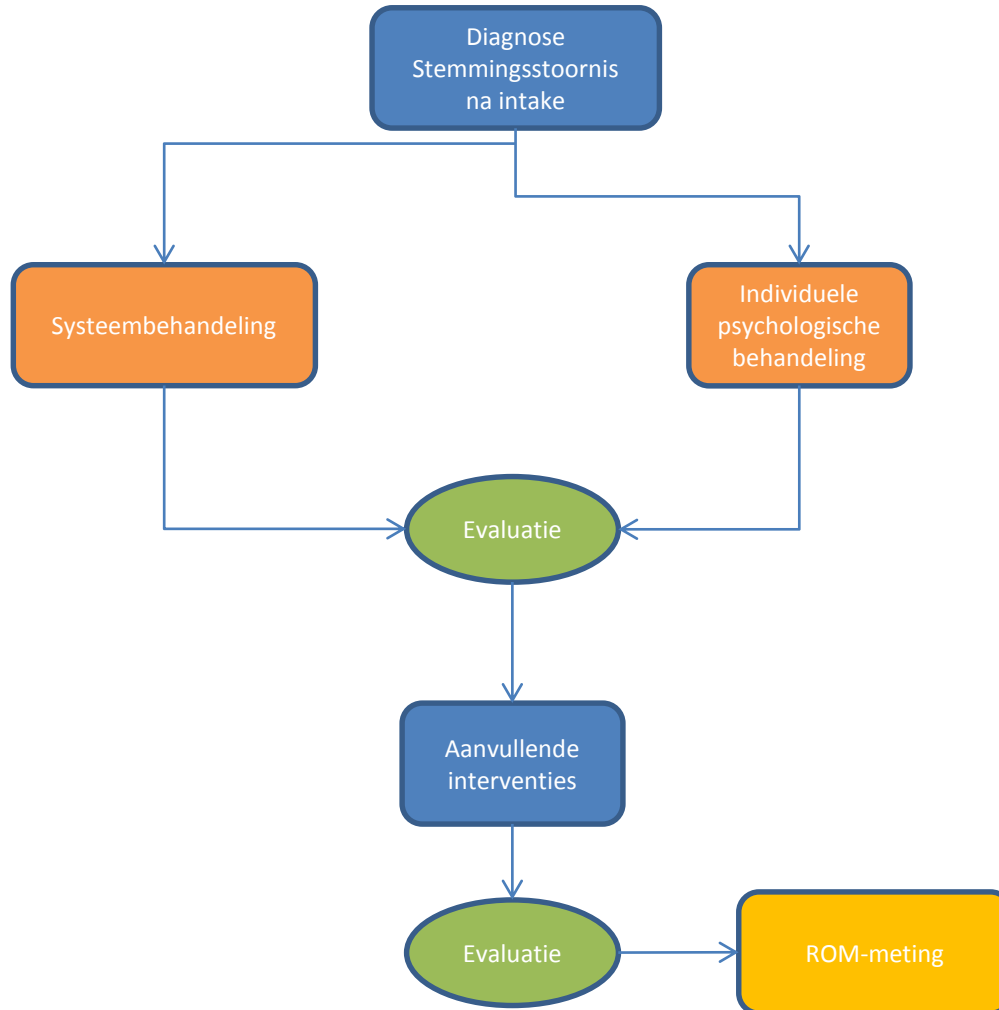 Diagnose
Stemmingsstoornis
na intake
Systeembehandeling
Individuele
psychologische
behandeling
Evaluatie
Aanvullende
interventies
Evaluatie
ROM-meting